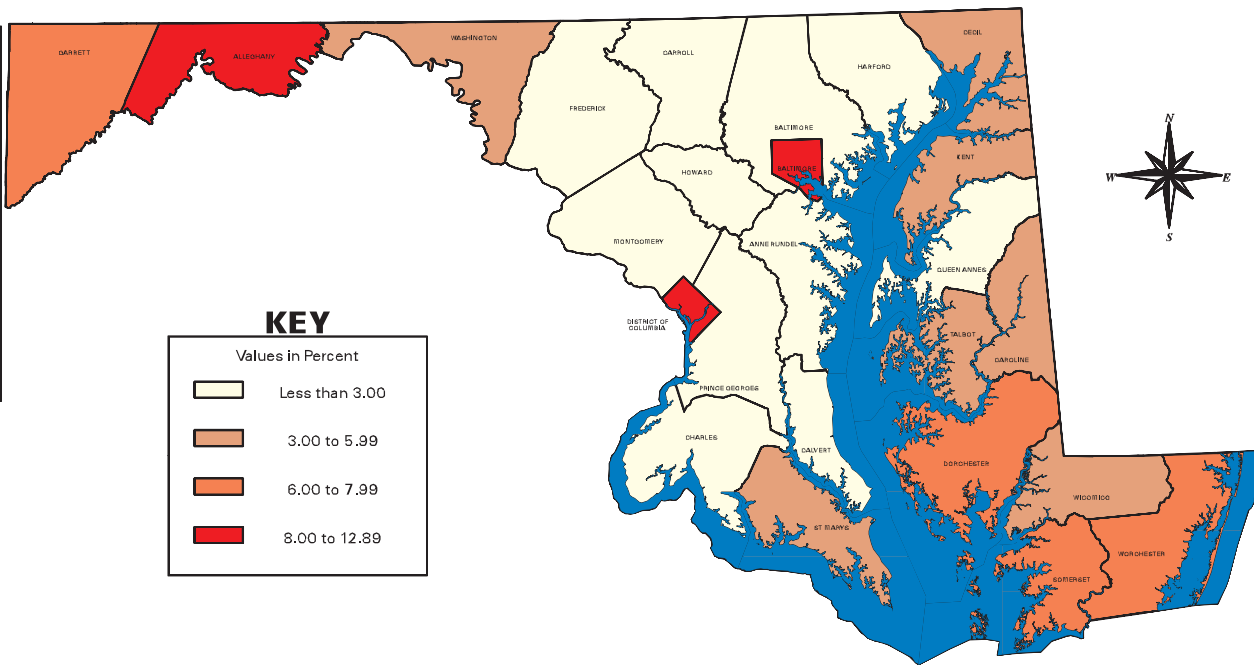 GARRETT
ALLEGHANY
WASHINGTON
FREDERICK
CARROLL
HARFORD
CECIL
BALTIMORE
BALTIMORE
KENT
HOWARD
MONTGOMERY
ANNE RUNDEL
QUEEN ANNES
DISTRICT OF
COLUMBIA
TALBOT
CAROLINE
PRINCE GEORGES
CHARLES
CALVERT
DORCHESTER
WICOMICO
ST MARYS
WORCHESTER
SOMERSET
N
W
E
S
KEY
Values in Percent
Less than 3.00
3.00 to 5.99
6.00 to 7.99
8.00 to 12.89